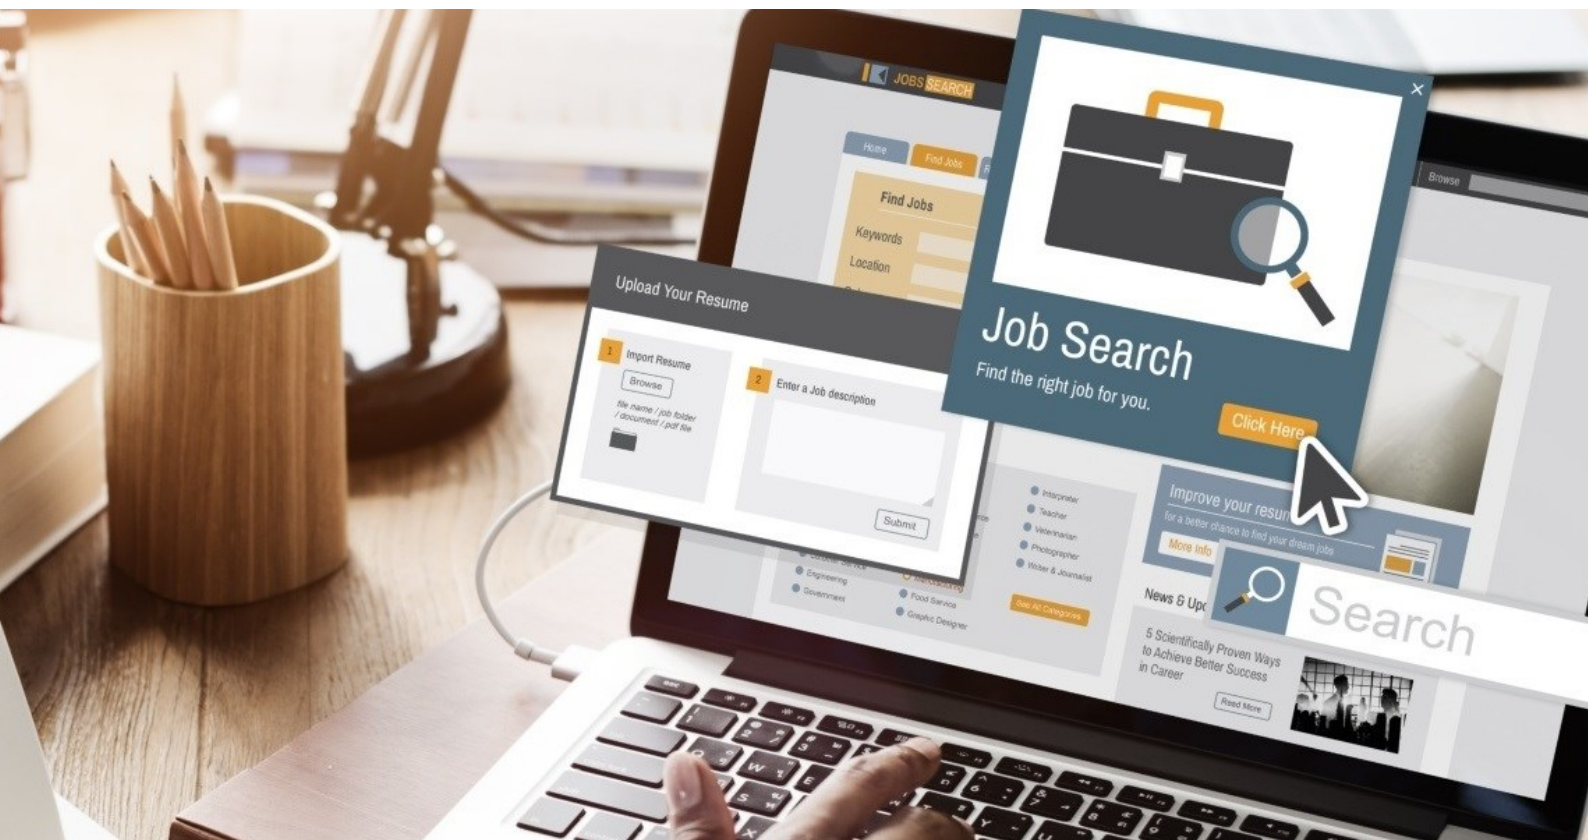 JOBS SEARCH
Home
Find Jobs
Browse
Find Jobs
Keywords
Location
Upload Your Resume
1
Import Resume
Browse
file name / job folder
/ document / .pdf file
2
Enter a Job description
Submit
Job Search
Find the right job for you.
Click Here
Interpreter
Teacher
Veterinarian
Photographer
Writer & Journalist
See All Categories
Engineering
Government
Food Service
Graphic Designer
Improve your resu
for a better chance to find your dream jobs
More Info
Search
News & Up
5 Scientifically Proven Ways
to Achieve Better Success
in Career
Read More
esc